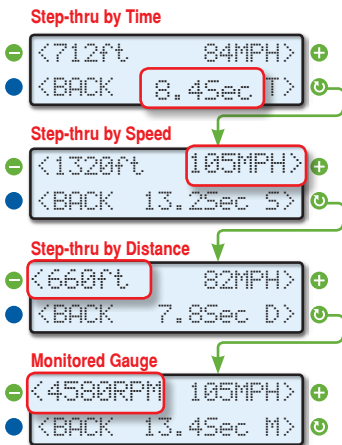 Step-thru by Time
<712ft 84MPH>
<BACK 8.4Sec T>
Step-thru by Speed
<1320ft 105MPH>
<BACK 13.2Sec S>
Step-thru by Distance
<660ft 82MPH>
<BACK 7.8Sec D>
Monitored Gauge
<4580RPM 105MPH>
<BACK 13.4Sec M>